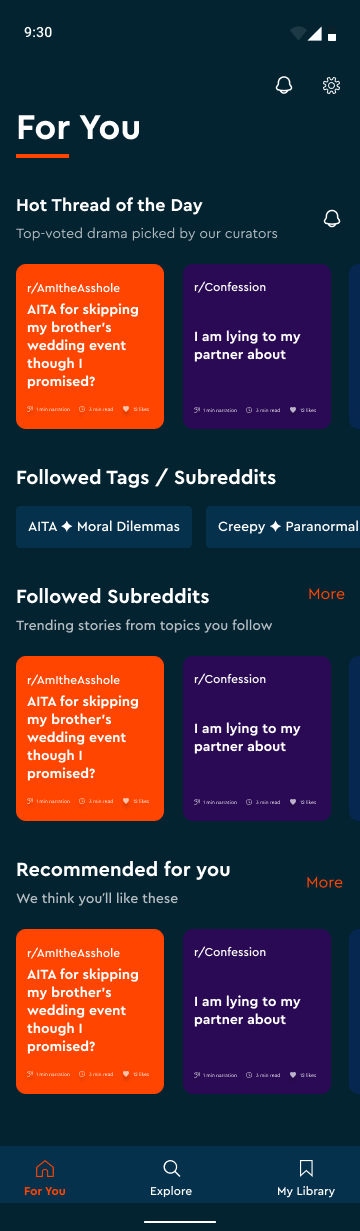 9:30
For You
Hot Thread of the Day
Top-voted drama picked by our curators
r/AmItheAsshole
AITA for skipping
my brother's
wedding event
though I
promised?
1 min narration 3 min read 12 likes
r/Confession
I am lying to my
partner about
1 min narration 3 min read 12 likes
Followed Tags / Subreddits
AITA ✦ Moral Dilemmas
Creepy ✦ Paranormal
Followed Subreddits
More
Trending stories from topics you follow
r/AmItheAsshole
AITA for skipping
my brother's
wedding event
though I
promised?
1 min narration 3 min read 12 likes
r/Confession
I am lying to my
partner about
1 min narration 3 min read 12 likes
Recommended for you
More
We think you'll like these
r/AmItheAsshole
AITA for skipping
my brother's
wedding event
though I
promised?
1 min narration 3 min read 12 likes
r/Confession
I am lying to my
partner about
1 min narration 3 min read 12 likes
For You
Explore
My Library